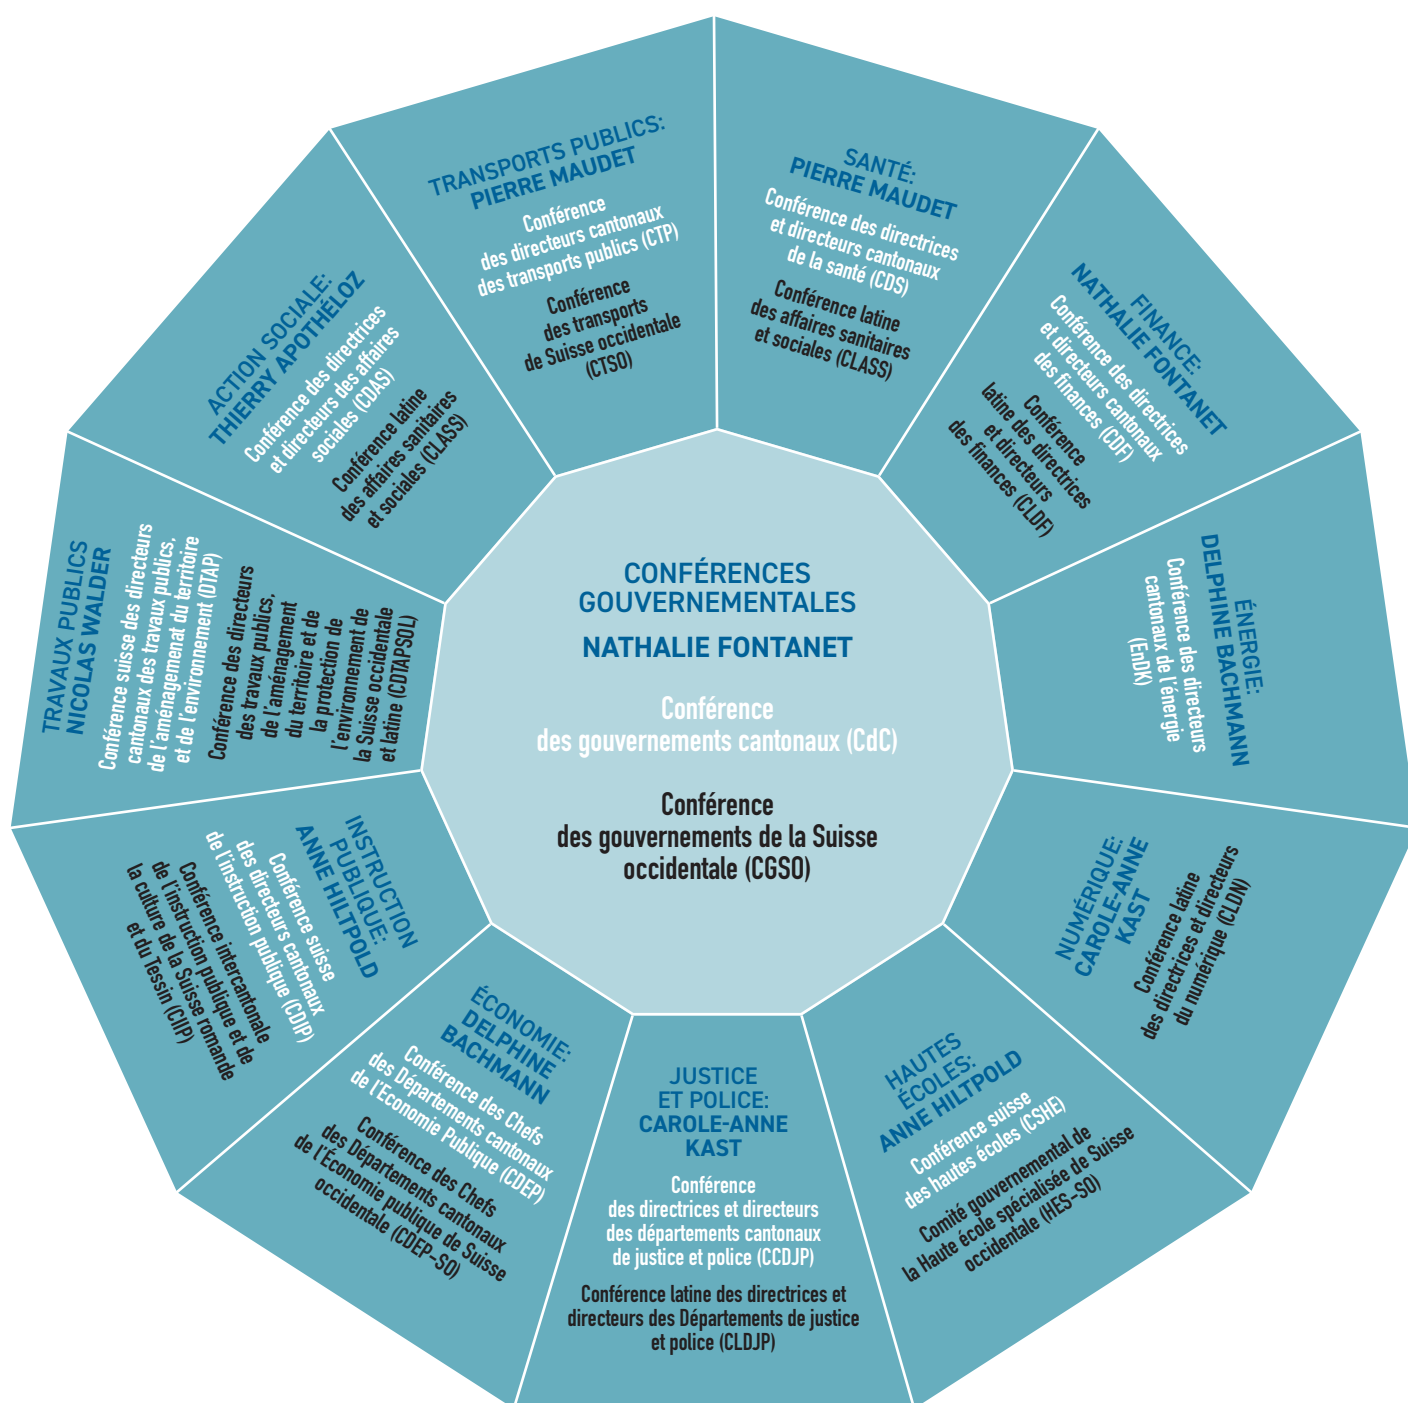 CONFÉRENCES
GOUVERNEMENTALES
NATHALIE FONTANET
Conférence
des gouvernements cantonaux (CdC)
Conférence
des gouvernements de la Suisse
occidentale (CGSO)
SANTÉ:
PIERRE MAUDET
Conférence des directrices
et directeurs cantonaux
de la santé (CDS)
Conférence latine
des affaires sanitaires
et sociales (CLASS)
FINANCE:
NATHALIE FONTANET
Conférence des directrices
et directeurs cantonaux
des finances (CDF)
Conférence
latine des directrices
et directeurs
des finances (CLDF)
ÉNERGIE:
DELPHINE BACHMANN
Conférence des directeurs
cantonaux de l'énergie
(EnDK)
NUMÉRIQUE:
CAROLE-ANNE
KAST
Conférence latine
des directrices et directeurs
du numérique (CLDN)
HAUTES
ÉCOLES:
ANNE HILTPOLD
Conférence suisse
des hautes écoles (CSHE)
Comité gouvernemental de
la Haute école spécialisée de Suisse
occidentale (HES-SO)
JUSTICE
ET POLICE:
CAROLE-ANNE
KAST
Conférence
des directrices et directeurs
des départements cantonaux
de justice et police (CCDJP)
Conférence latine des directrices et
directeurs des Départements de justice
et police (CLDJP)
ÉCONOMIE:
DELPHINE
BACHMANN
Conférence des Chefs
des Départements cantonaux
de l'Economie Publique (CDEP)
Conférence des Chefs
des Départements cantonaux
de l'Économie publique de Suisse
occidentale (CDEP-SO)
INSTRUCTION
PUBLIQUE:
ANNE HILTPOLD
Conférence suisse
des directeurs cantonaux
de l'instruction publique (CDIP)
Conférence intercantonale
de l'instruction publique et de
la culture de la Suisse romande
et du Tessin (CIIP)
TRAVAUX PUBLICS
NICOLAS WALDER
Conférence suisse des directeurs
cantonaux des travaux publics,
de l'aménagemenat du territoire
et de l'environnement (DTAP)
Conférence des directeurs
des travaux publics,
de l'aménagement
du territoire et de
la protection de
l'environnement de
la Suisse occidentale
et latine (CDTAPSOL)
ACTION SOCIALE:
THIERRY APOTHÉLOZ
Conférence des directrices
et directeurs des affaires
sociales (CDAS)
Conférence latine
des affaires sanitaires
et sociales (CLASS)
TRANSPORTS PUBLICS:
PIERRE MAUDET
Conférence
des directeurs cantonaux
des transports publics (CTP)
Conférence
des transports
de Suisse occidentale
(CTSO)